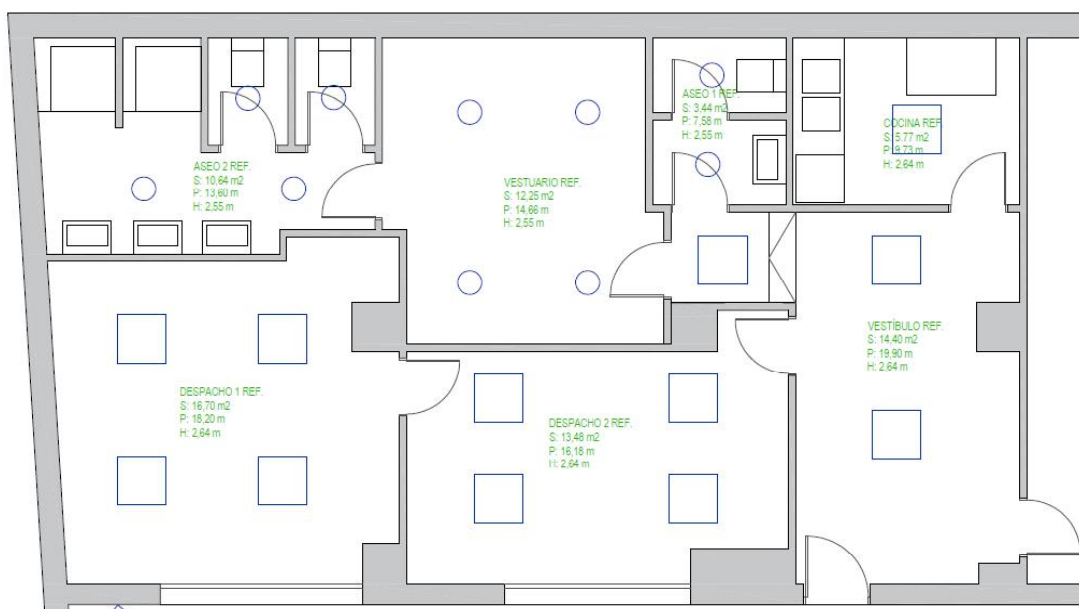 ASEO 2 REF.
S: 10,64 m2
P: 13,60 m
H: 2,55 m
VESTUARIO REF.
S: 12,25 m2
P: 14,66 m
H: 2,55 m
ASEO 1 REF.
S: 3,44 m2
P: 7,58 m
H: 2,55 m
COCINA REF.
S: 5.77 m2
P: 9,73 m
H: 2,64 m
VESTÍBULO REF.
S: 14,40 m2
P: 19,90 m
H: 2,64 m
DESPACHO 1 REF.
S: 16,70 m2
P: 18,20 m
H: 2,64 m
DESPACHO 2 REF.
S: 13,48 m2
P: 16,18 m
H: 2,64 m